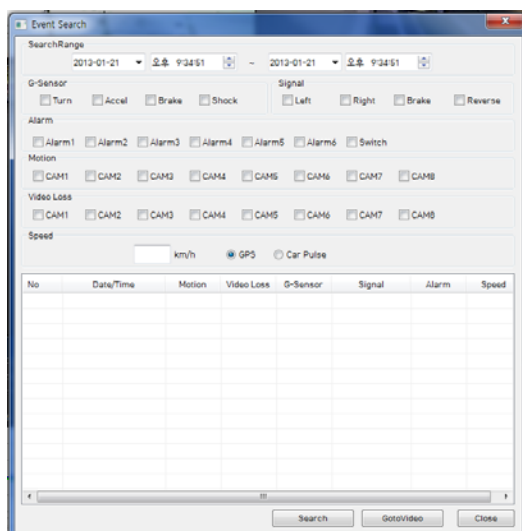 Event Search
SearchRange
2013-01-21 오후 9:34:51 ~ 2013-01-21 오후 9:34:51
G-Sensor Signal
Turn Accel Brake Shock Left Right Brake Reverse
Alarm
Alarm1 Alarm2 Alarm3 Alarm4 Alarm5 Alarm6 Switch
Motion
CAM1 CAM2 CAM3 CAM4 CAM5 CAM6 CAM7 CAM8
Video Loss
CAM1 CAM2 CAM3 CAM4 CAM5 CAM6 CAM7 CAM8
Speed
km/h GPS Car Pulse
No Date/Time Motion Video Loss G-Sensor Signal Alarm Speed
Search GotoVideo Close